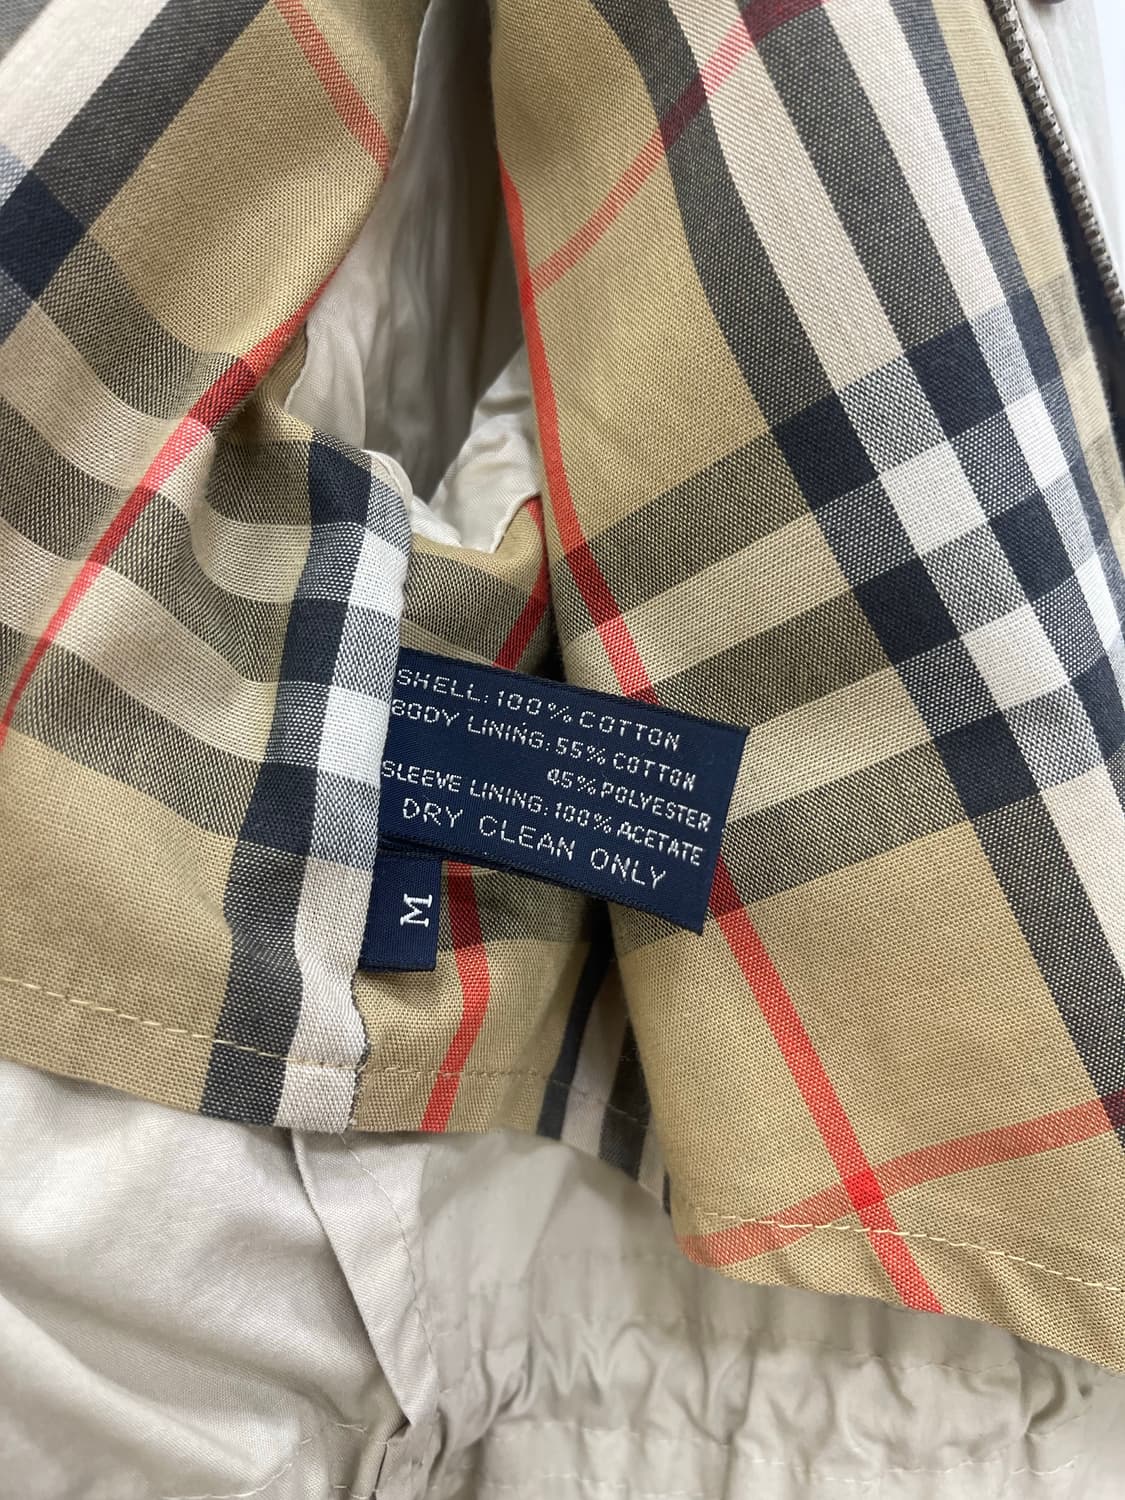 SHELL: 100% COTTON
BODY LINING: 55% COTTON
45% POLYESTER
SLEEVE LINING: 100% ACETATE
DRY CLEAN ONLY
M